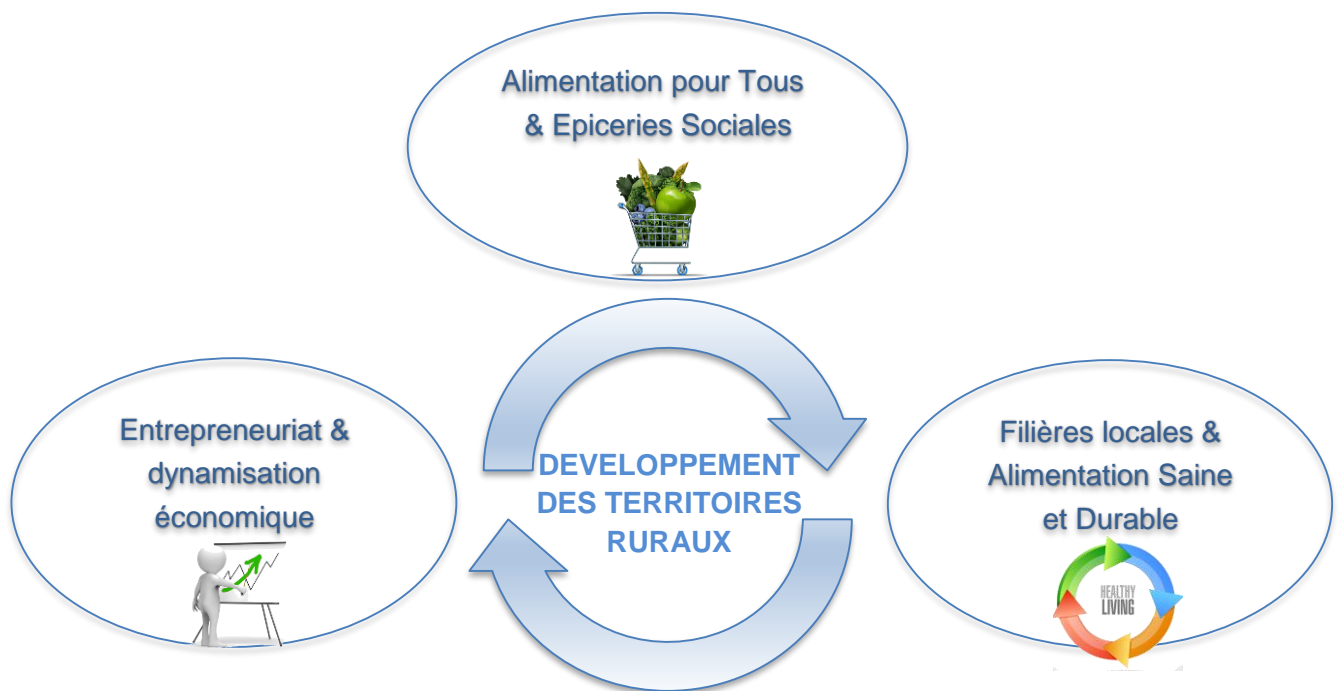 Alimentation pour Tous
& Epiceries Sociales
Entrepreneuriat &
dynamisation
économique
DEVELOPPEMENT
DES TERRITOIRES
RURAUX
Filières locales &
Alimentation Saine
et Durable
HEALTHY
LIVING